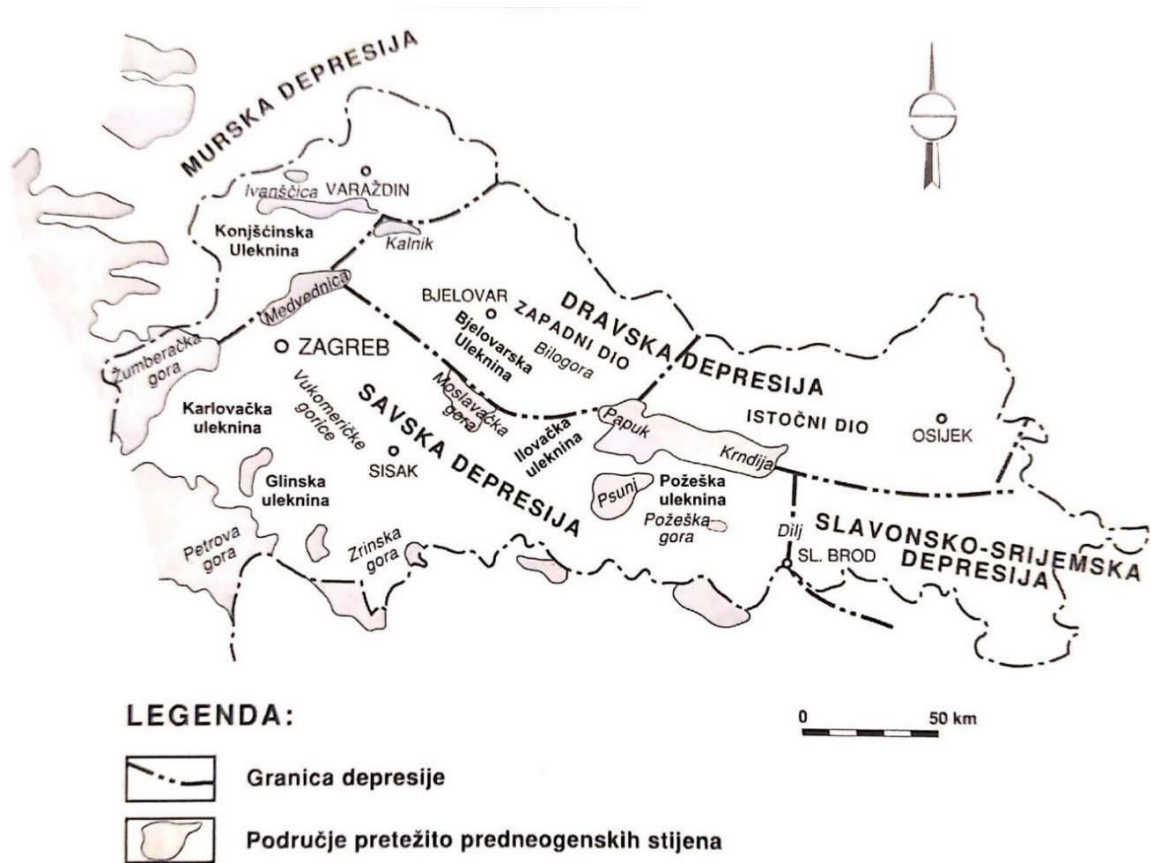 MURSKA DEPRESIJA
Ivanščica
VARAŽDIN
Konjšćinska
Uleknina
Kalnik
Medvednica
BJELOVAR
Bjelovarska
Uleknina
ZAPADNI DIO
Bilogora
DRAVSKA DEPRESIJA
ZAGREB
Žumberačka
gora
Vukomeričke
gorice
Karlovačka
uleknina
SAVSKA DEPRESIJA
Moslavačka
gora
Ilovačka
uleknina
Papuk
Krndija
ISTOČNI DIO
OSIJEK
SISAK
Glinska
uleknina
Psunj
Požeška
uleknina
Požeška
gora
Petrova
gora
Zrinska
gora
Dilj
SL. BROD
SLAVONSKO-SRIJEMSKA
DEPRESIJA
LEGENDA:
0 50 km
Granica depresije
Područje pretežito predneogenskih stijena